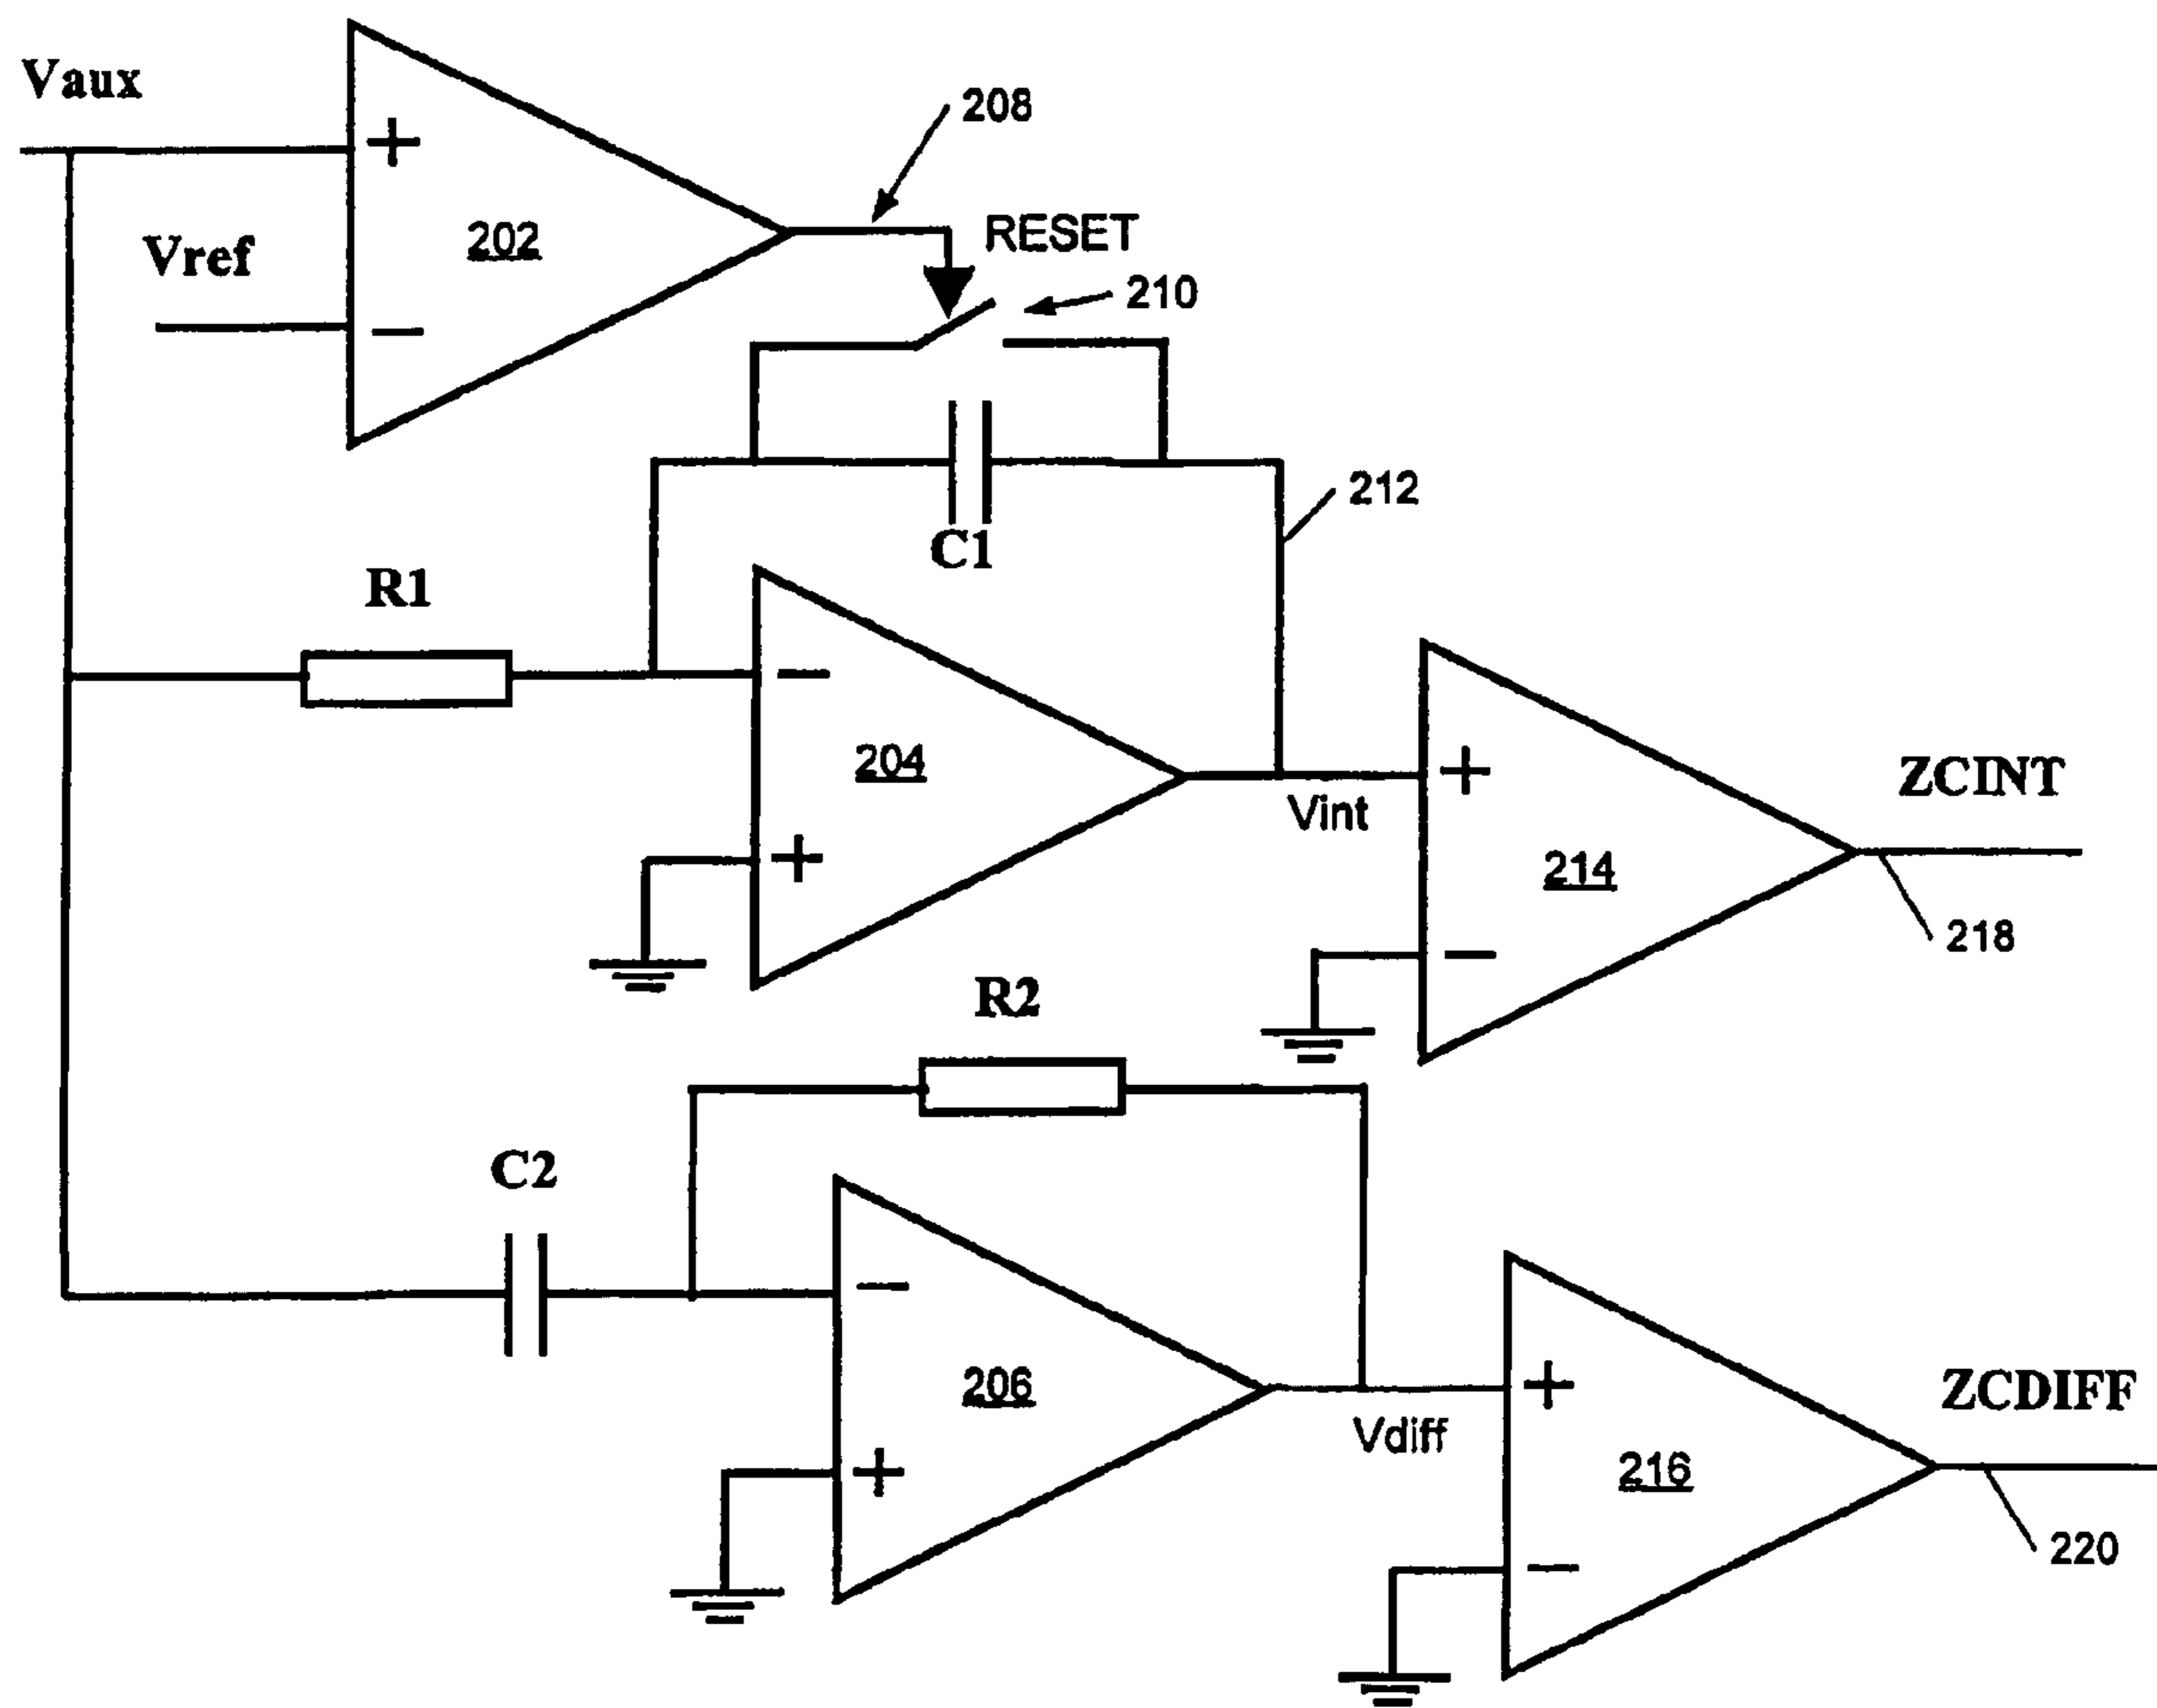 Vaux
+
208
202
RESET
Vref
210
−
212
C1
R1
−
204
+
ZCINT
Vint
+
214
−
218
R2
C2
−
206
+
ZCDIFF
Vdiff
+
216
−
220